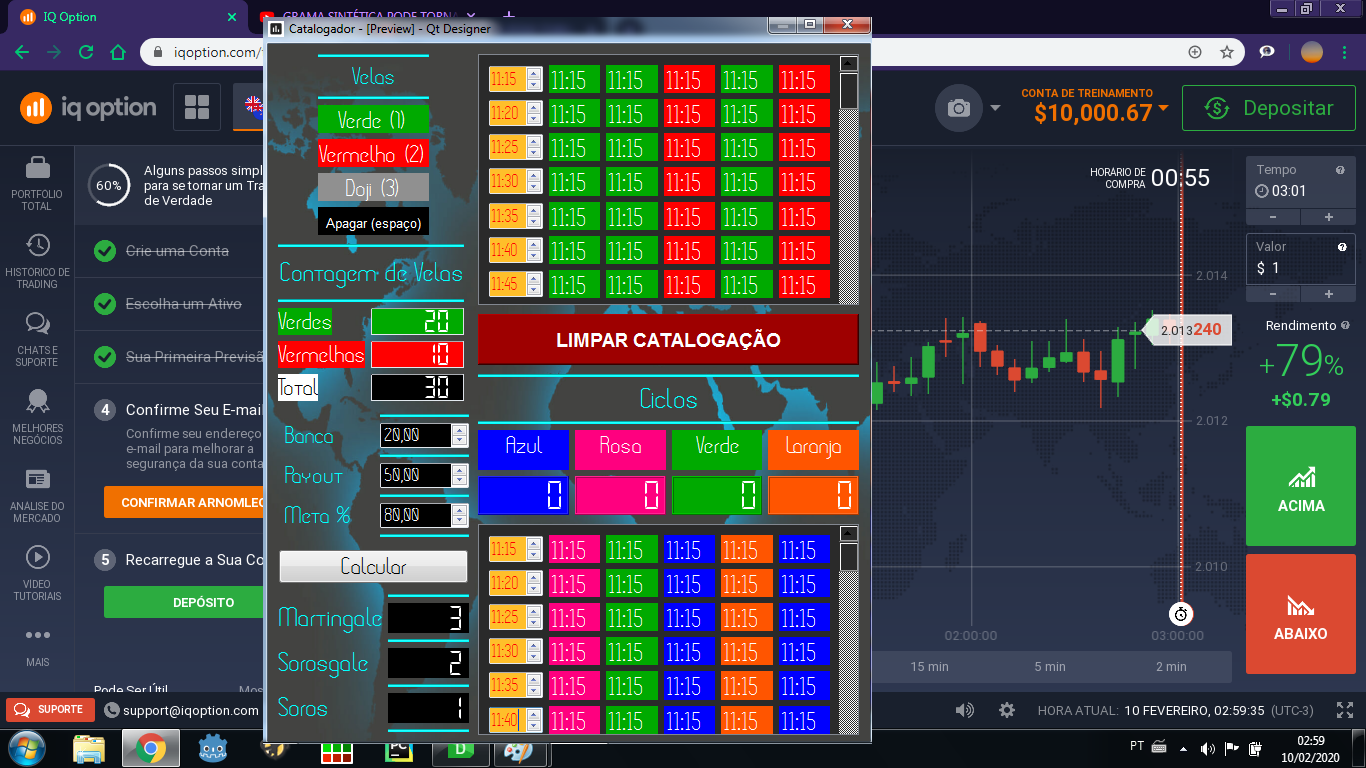 IQ Option
GRAMA SINTÉTICA PODE TORNA
Catalogador - [Preview] - Qt Designer
iqoption.com/
iq option
CONTA DE TREINAMENTO
$10,000.67
Depositar
PORTFOLIO
TOTAL
HISTÓRICO DE
TRADING
CHATS E
SUPORTE
MELHORES
NEGÓCIOS
ANÁLISE DO
MERCADO
VIDEO
TUTORIAIS
MAIS
60%
Alguns passos simpl
para se tornar um Tra
de Verdade
Crie uma Conta
Escolha um Ativo
Sua Primeira Previsã
4 Confirme Seu E-mai
Confirme seu endereço
e-mail para melhorar a
segurança da sua conta
CONFIRMAR ARNOMLEO
5 Recarregue a Sua Co
DEPÓSITO
Pode Ser Útil
Mos
Velas
Verde (1)
Vermelho (2)
Doji (3)
Apagar (espaço)
Contagem de Velas
Verdes 20
Vermelhas 10
Total 30
Banca 20,00
Payout 50,00
Meta % 80,00
Calcular
Martingale 3
Sorosgale 2
Soros 1
11:15 11:15 11:15 11:15 11:15 11:15
11:20 11:15 11:15 11:15 11:15 11:15
11:25 11:15 11:15 11:15 11:15 11:15
11:30 11:15 11:15 11:15 11:15 11:15
11:35 11:15 11:15 11:15 11:15 11:15
11:40 11:15 11:15 11:15 11:15 11:15
11:45 11:15 11:15 11:15 11:15 11:15
LIMPAR CATALOGAÇÃO
Ciclos
Azul Rosa Verde Laranja
0 0 0 0
11:15 11:15 11:15 11:15 11:15 11:15
11:20 11:15 11:15 11:15 11:15 11:15
11:25 11:15 11:15 11:15 11:15 11:15
11:30 11:15 11:15 11:15 11:15 11:15
11:35 11:15 11:15 11:15 11:15 11:15
11:40 11:15 11:15 11:15 11:15 11:15
HORÁRIO DE
COMPRA
00:55
2.014
2.013240
2.012
2.010
02:00:00
03:00:00
15 min
5 min
2 min
Tempo
03:01
- +
Valor
$ 1
- +
Rendimento
+79%
+$0.79
ACIMA
ABAIXO
SUPORTE
support@iqoption.com
HORA ATUAL: 10 FEVEREIRO, 02:59:35 (UTC-3)
PT
02:59
10/02/2020